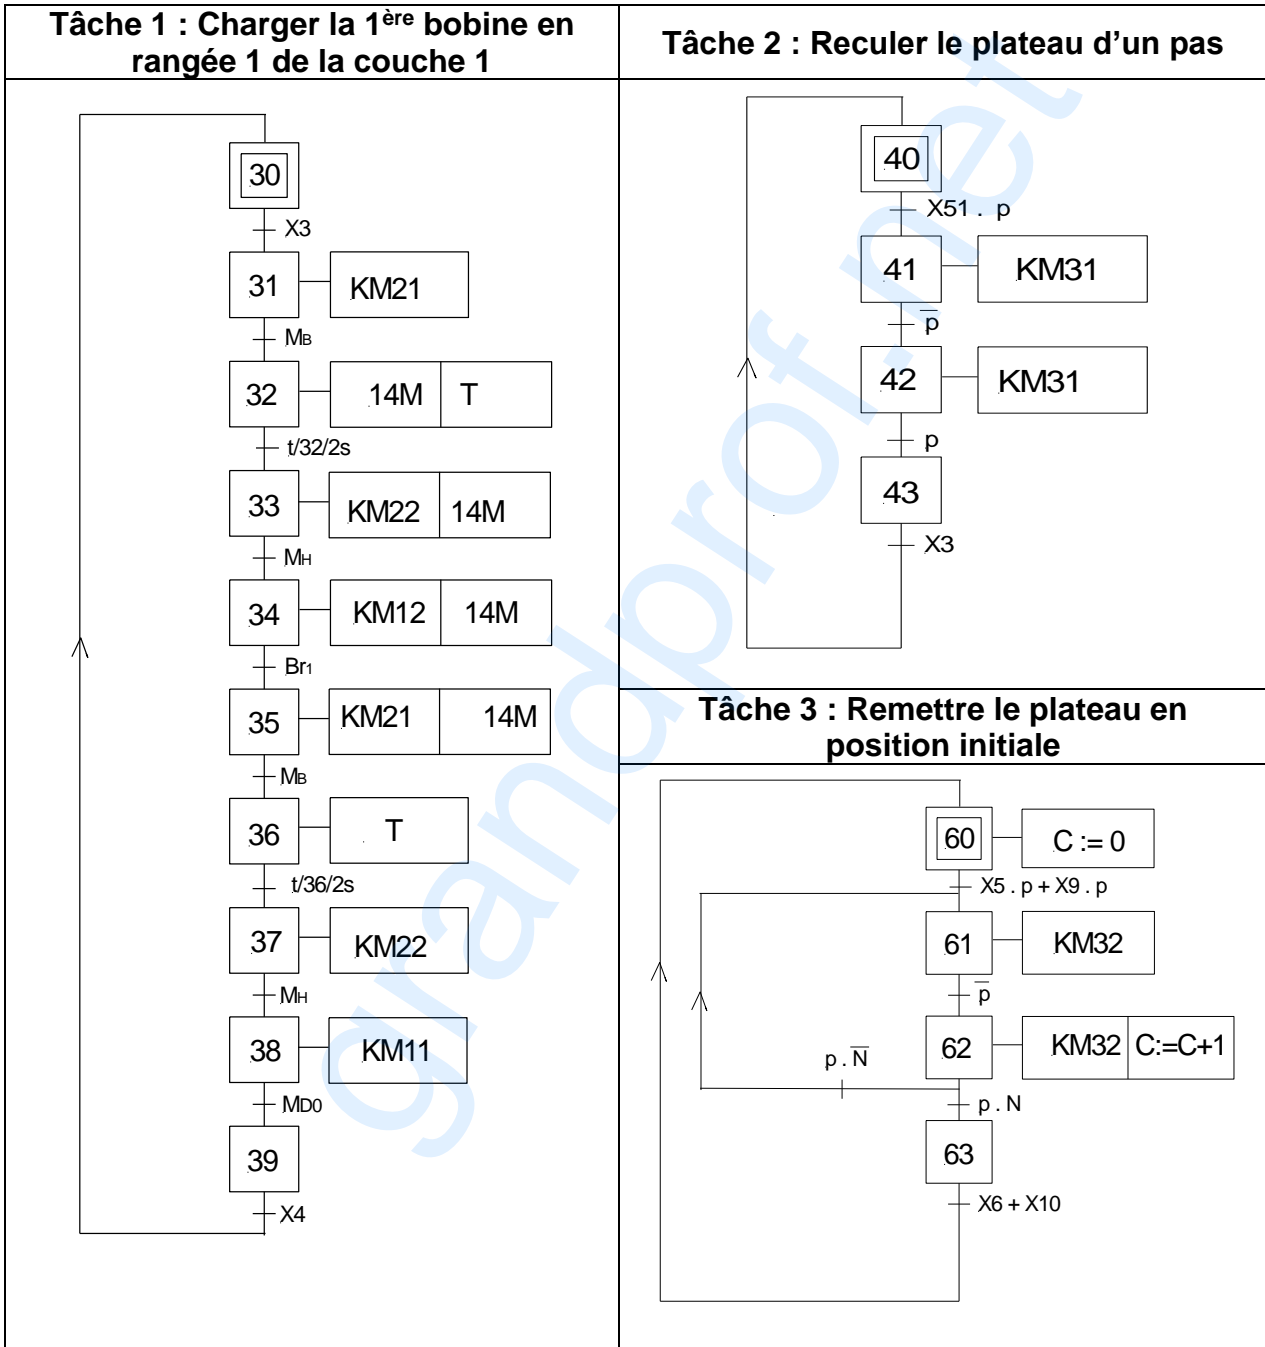 Tâche 1 : Charger la 1ère bobine en
rangée 1 de la couche 1
30
X3
31
KM21
MB
32
14M T
t/32/2s
33
KM22 14M
MH
34
KM12 14M
Br1
35
KM21 14M
MB
36
T
t/36/2s
37
KM22
MH
38
KM11
MD0
39
X4
Tâche 2 : Reculer le plateau d’un pas
40
X51 . p
41
KM31
p̅
42
KM31
p
43
X3
Tâche 3 : Remettre le plateau en
position initiale
60
C := 0
X5 . p + X9 . p
61
KM32
p̅
62
KM32 C:=C+1
p . N̅
p . N
63
X6 + X10
grandprof.net